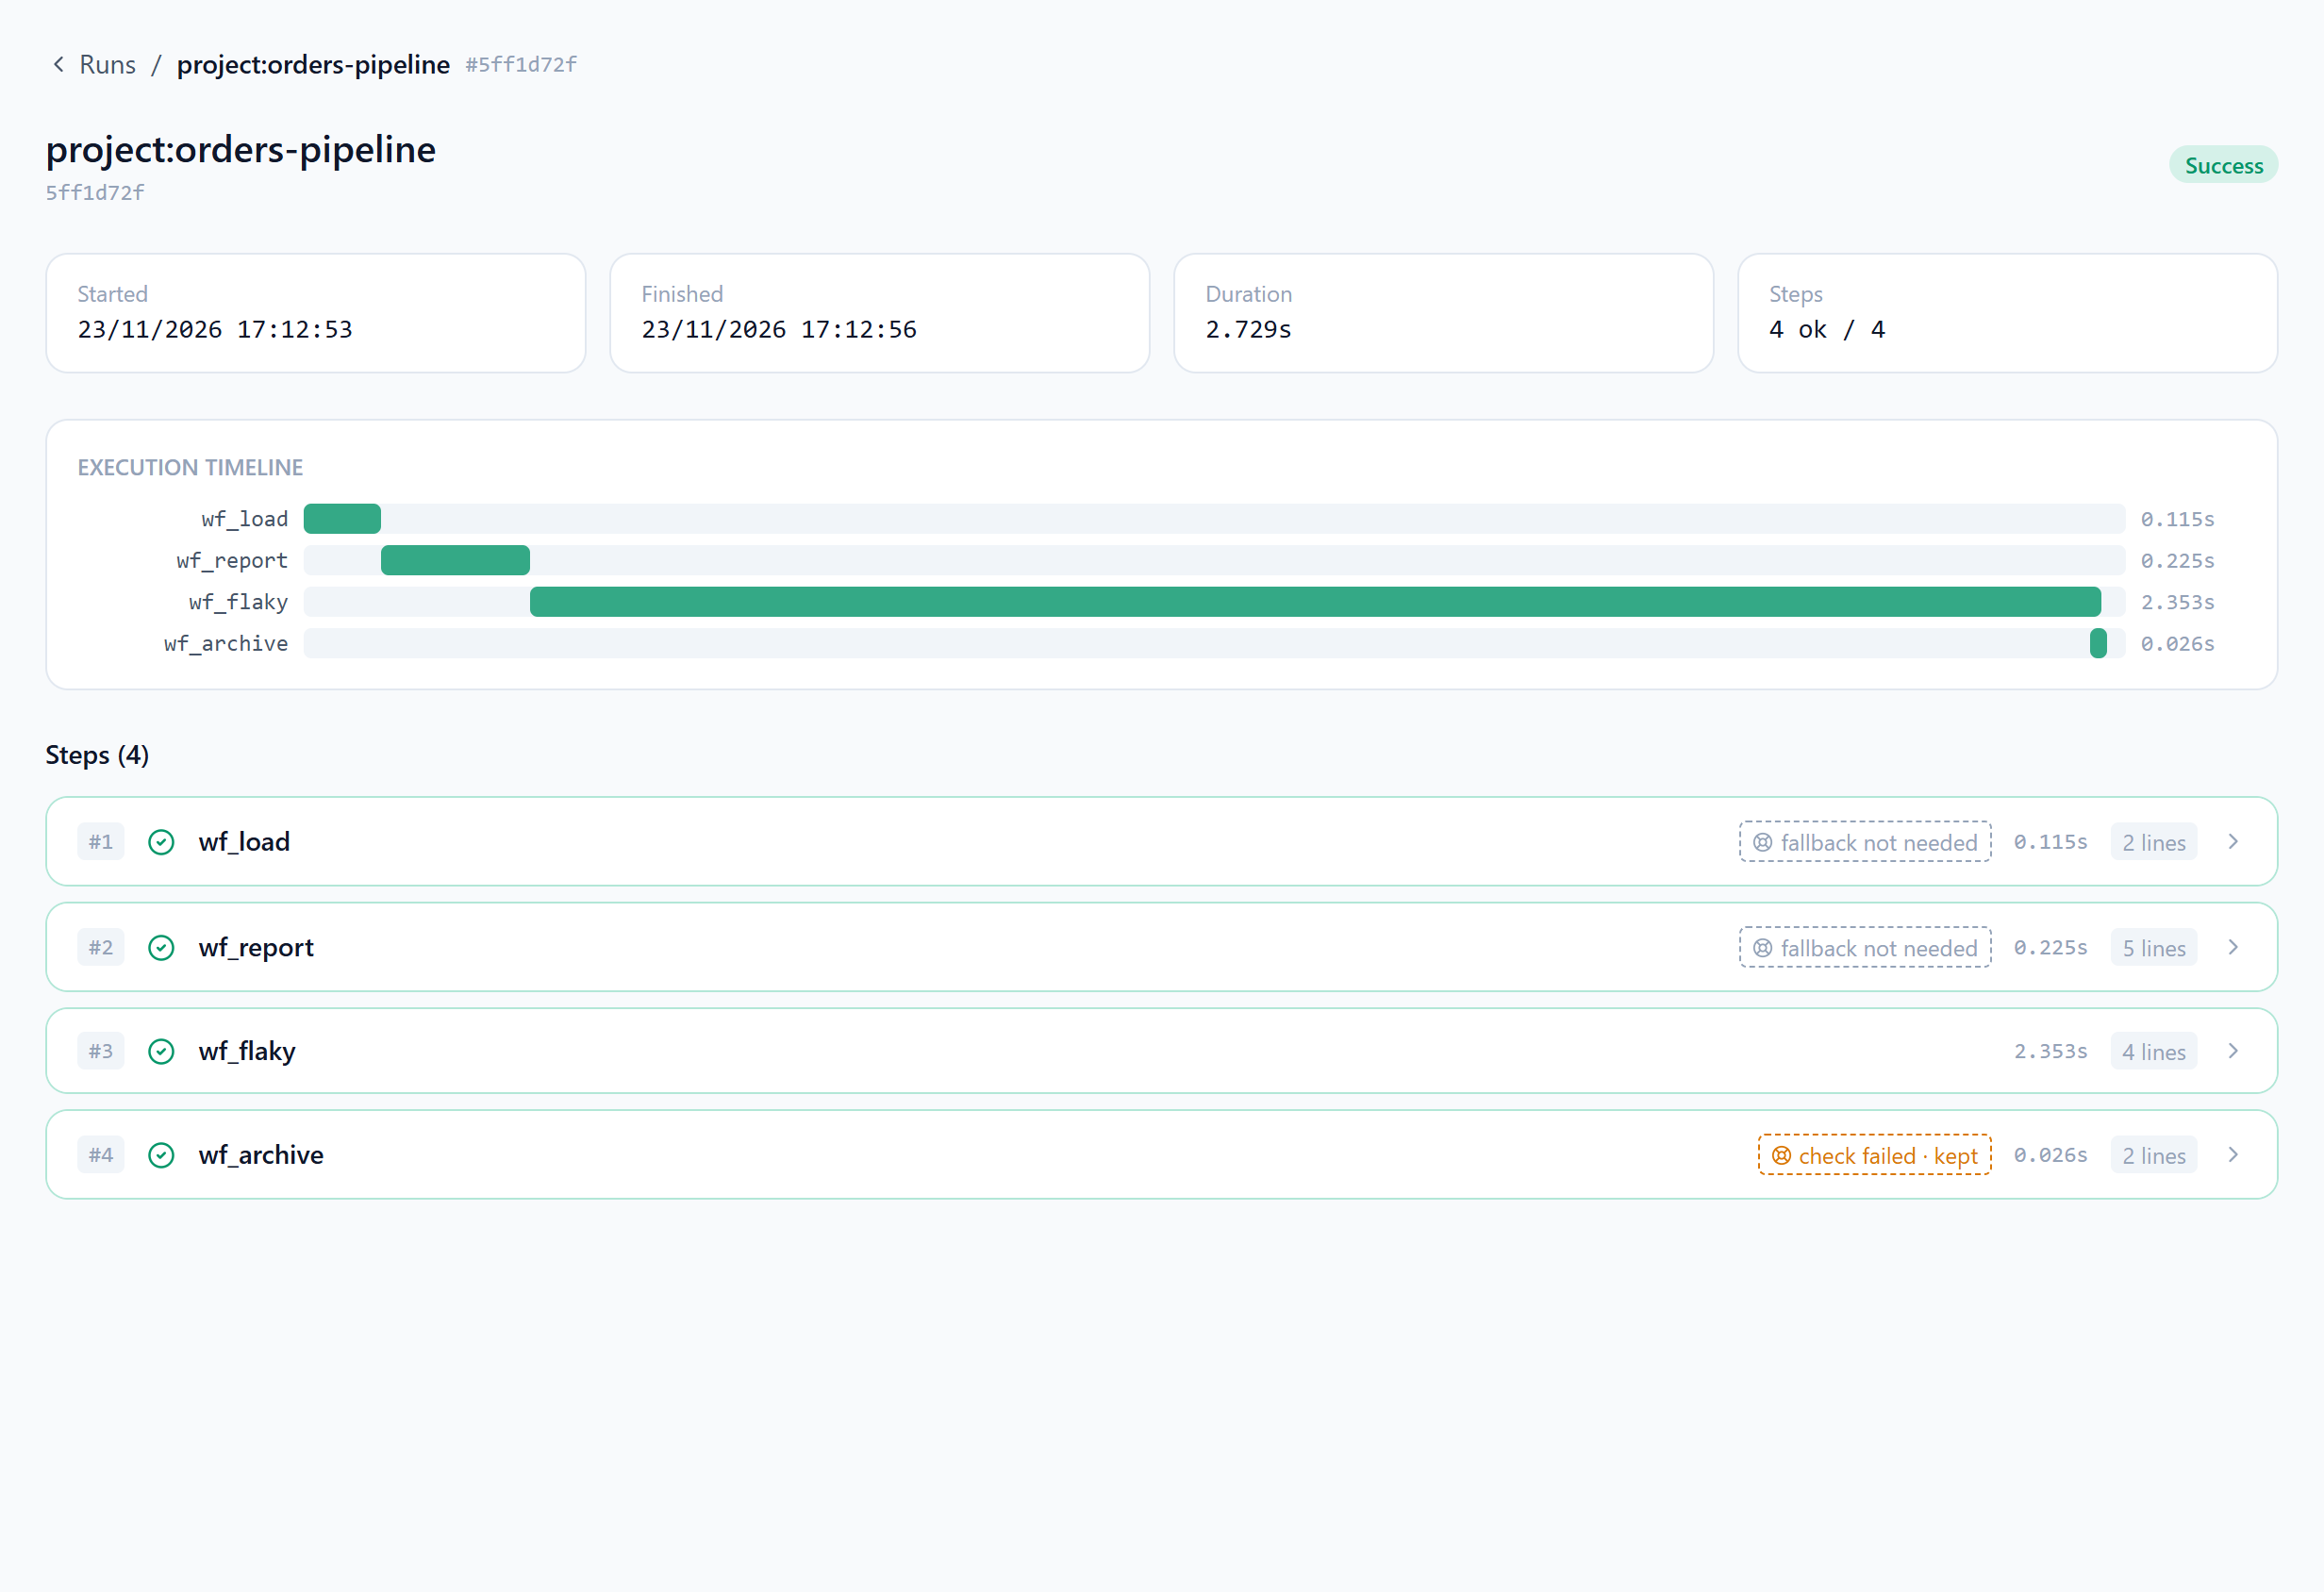 Runs / project:orders-pipeline #5ff1d72f
project:orders-pipeline
5ff1d72f
Success
Started
23/11/2026 17:12:53
Finished
23/11/2026 17:12:56
Duration
2.729s
Steps
4 ok / 4
EXECUTION TIMELINE
wf_load 0.115s
wf_report 0.225s
wf_flaky 2.353s
wf_archive 0.026s
Steps (4)
#1 wf_load fallback not needed 0.115s 2 lines
#2 wf_report fallback not needed 0.225s 5 lines
#3 wf_flaky 2.353s 4 lines
#4 wf_archive check failed · kept 0.026s 2 lines